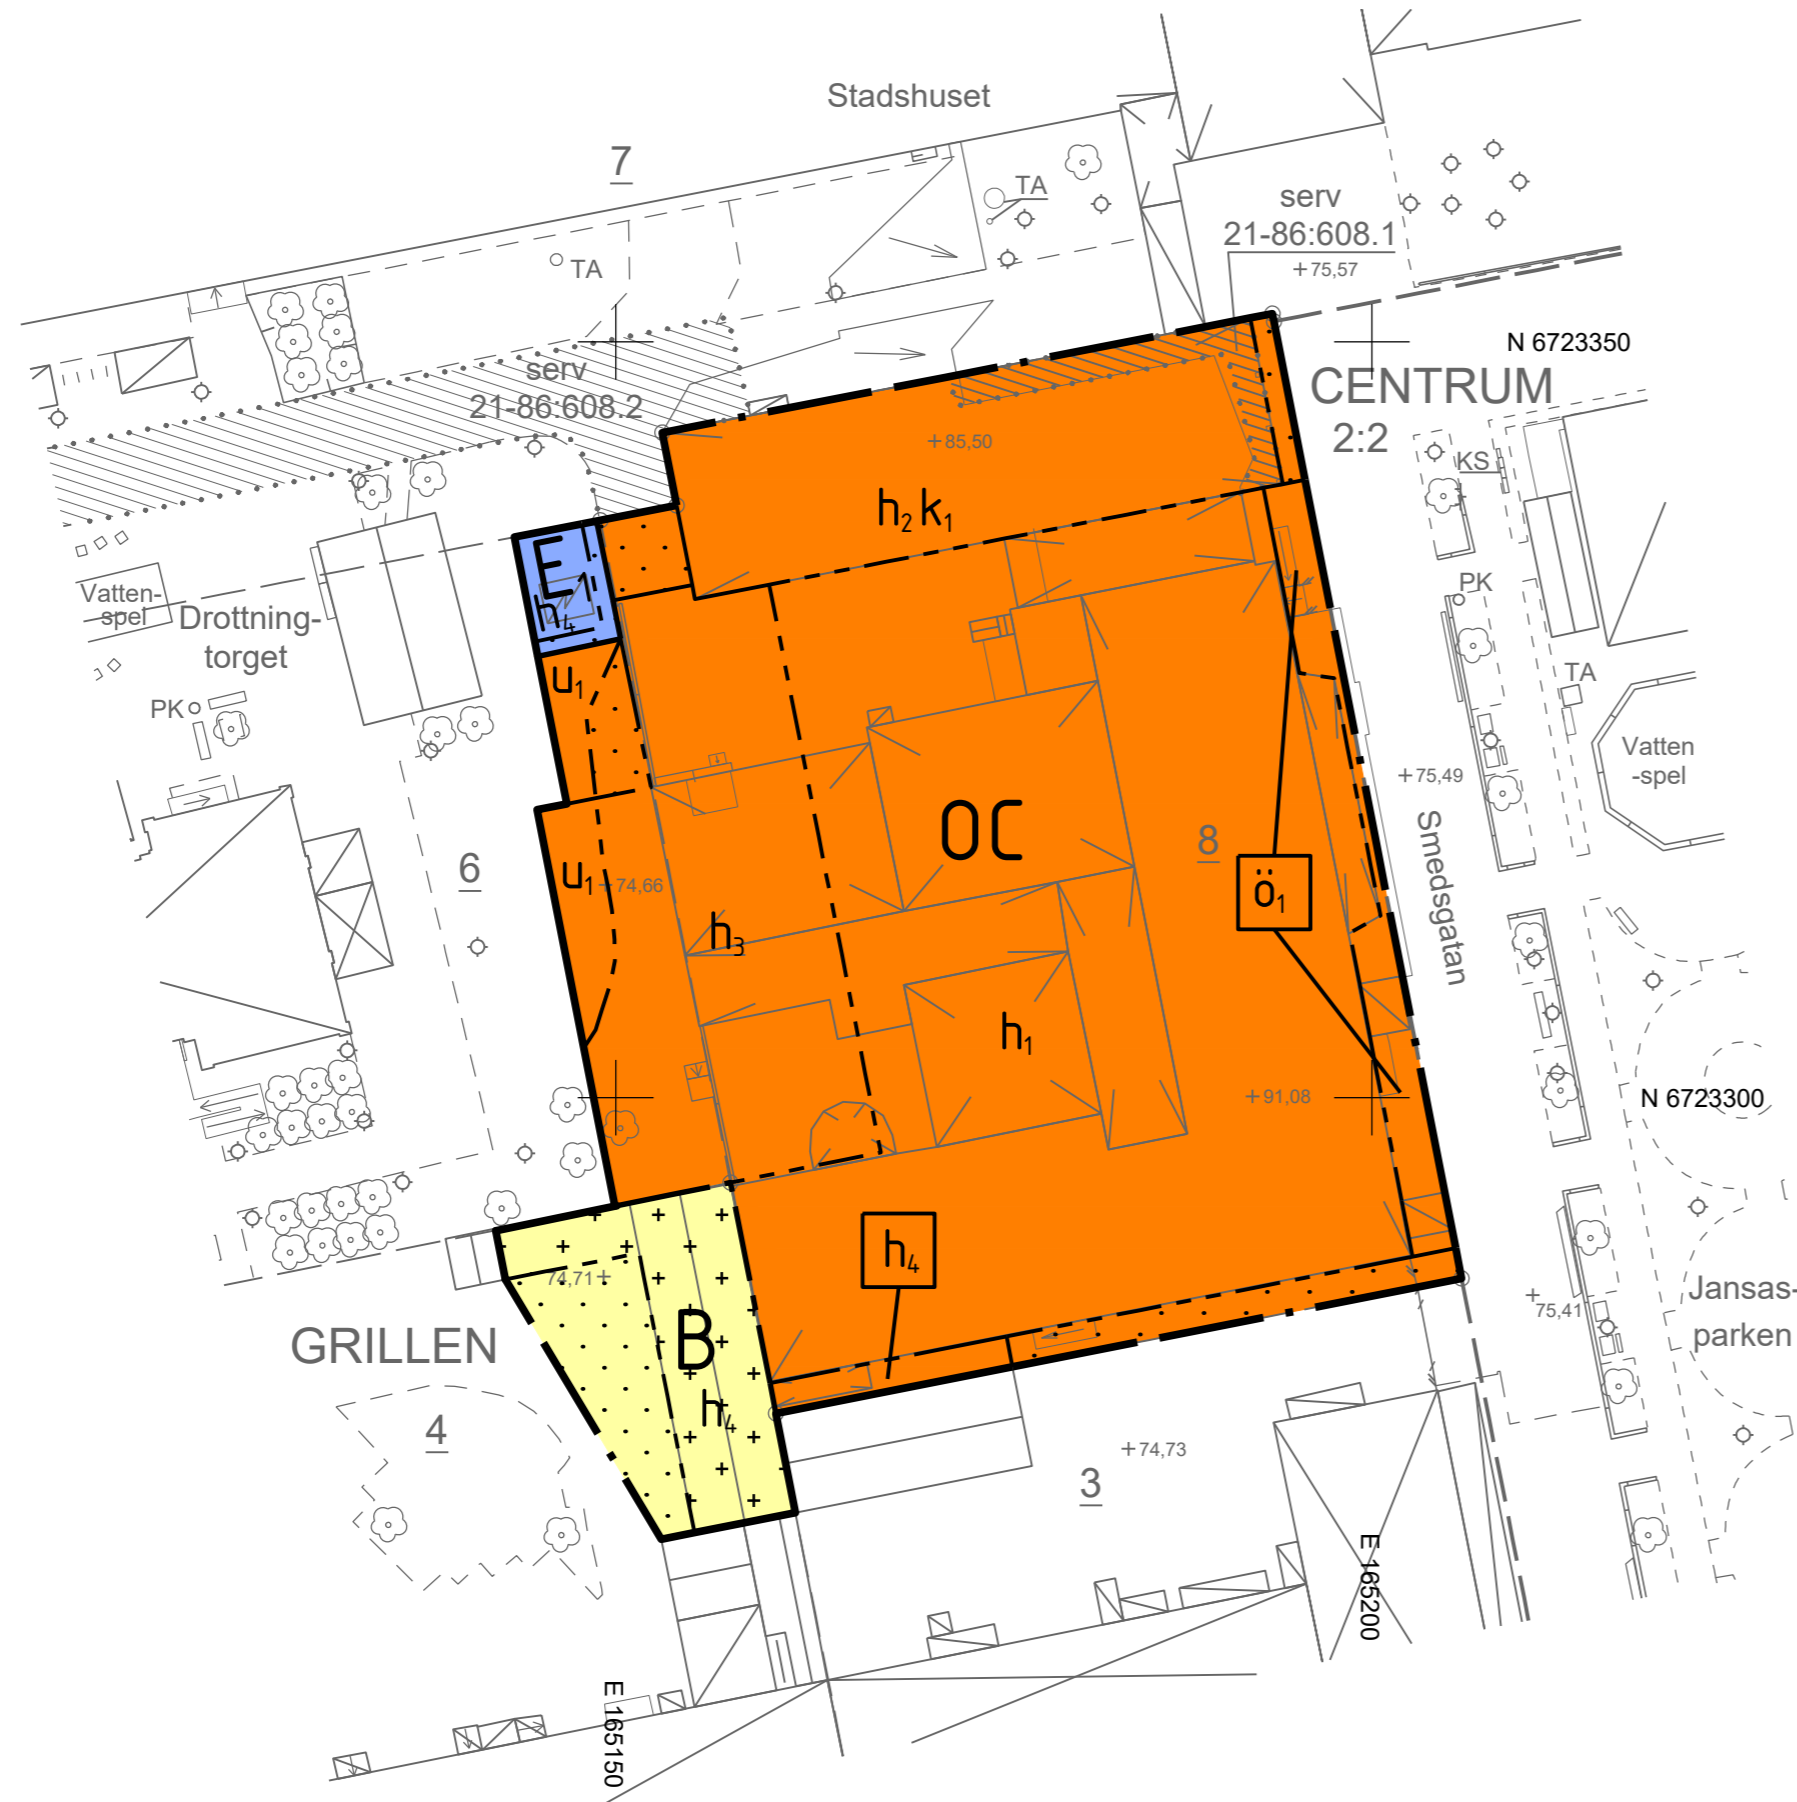 Stadshuset
7
TA
serv
21-86:608.1
+75,57
TA
N 6723350
serv
21-86:608.2
CENTRUM
2:2
+85,50
KS
h2 k1
E1
h4
PK
Vatten-
spel
Drottning-
torget
u1
TA
PK
Vatten
-spel
+75,49
OC
8
Smedsgatan
6
u1
+74,66
ö1
h3
h1
+91,08
N 6723300
h4
74,71+
+
75,41
Jansas-
parken
GRILLEN
B
h4
4
+74,73
3
E 165200
E 165150